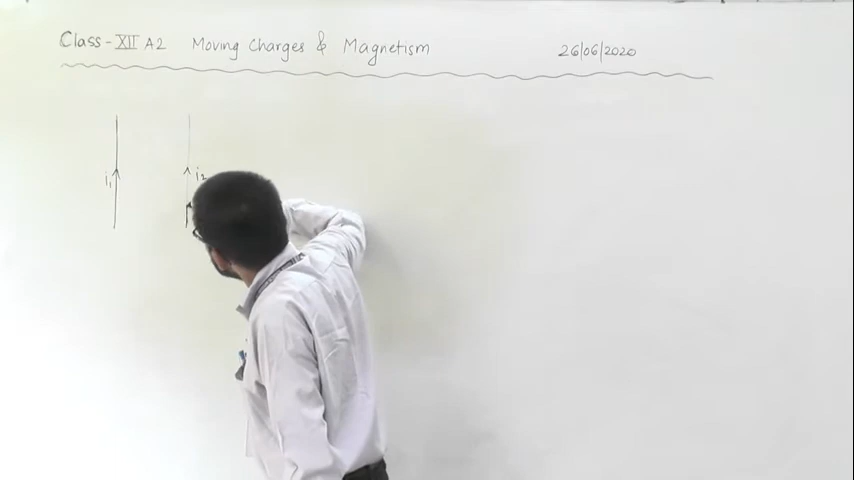 Class - XII A2 Moving Charges & Magnetism 26/06/2020
i₁ i₂